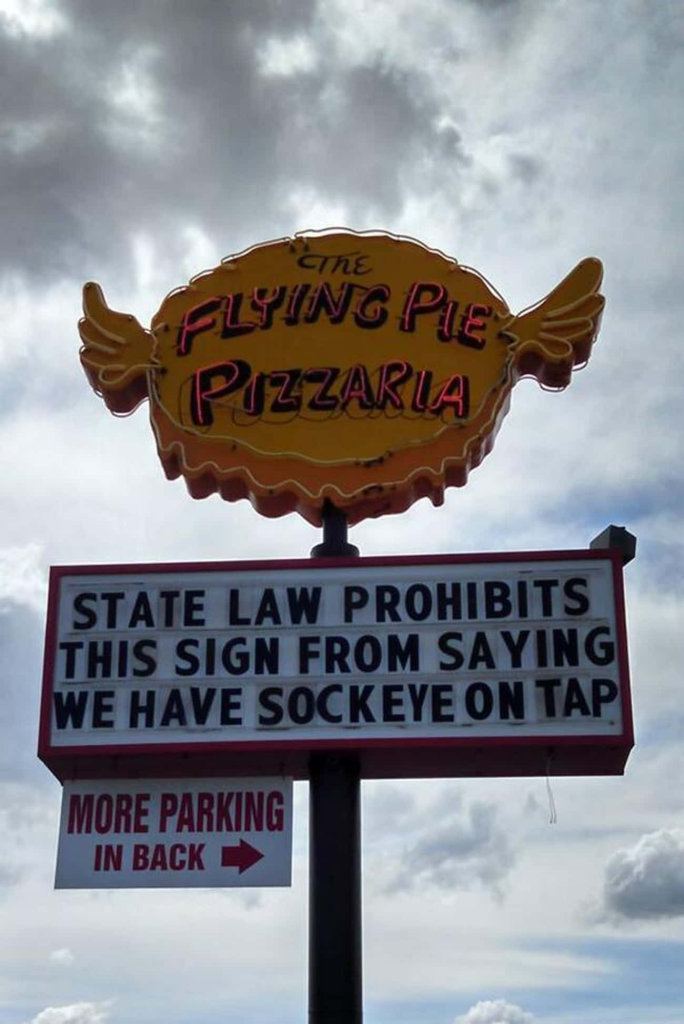 The
FLYING PIE
PIZZARIA
STATE LAW PROHIBITS
THIS SIGN FROM SAYING
WE HAVE SOCKEYE ON TAP
MORE PARKING
IN BACK